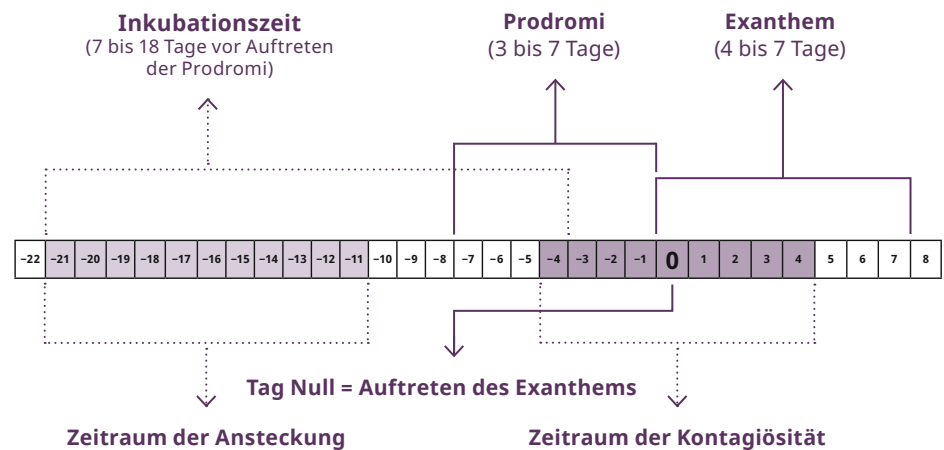 Inkubationszeit
(7 bis 18 Tage vor Auftreten
der Prodromi)
Prodromi
(3 bis 7 Tage)
Exanthem
(4 bis 7 Tage)
−22 −21 −20 −19 −18 −17 −16 −15 −14 −13 −12 −11 −10 −9 −8 −7 −6 −5 −4 −3 −2 −1 0 1 2 3 4 5 6 7 8
Tag Null = Auftreten des Exanthems
Zeitraum der Ansteckung
Zeitraum der Kontagiösität